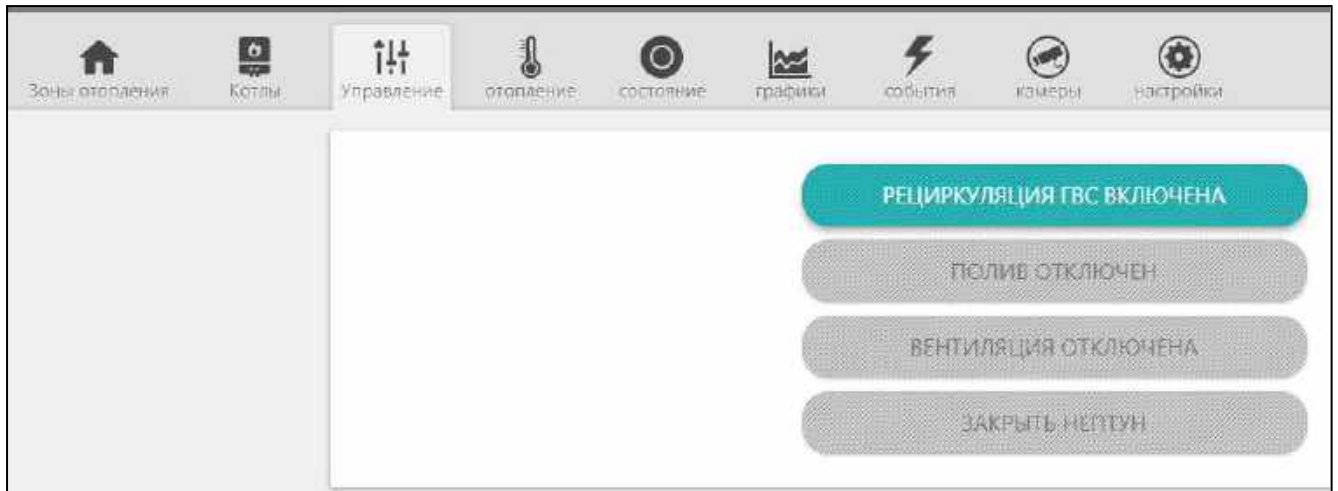 Зоны отопления
Котлы
Управление
отопление
состояние
графики
события
камеры
настройки
РЕЦИРКУЛЯЦИЯ ГВС ВКЛЮЧЕНА
ПОЛИВ ОТКЛЮЧЕН
ВЕНТИЛЯЦИЯ ОТКЛЮЧЕНА
ЗАКРЫТЬ НЕПТУН